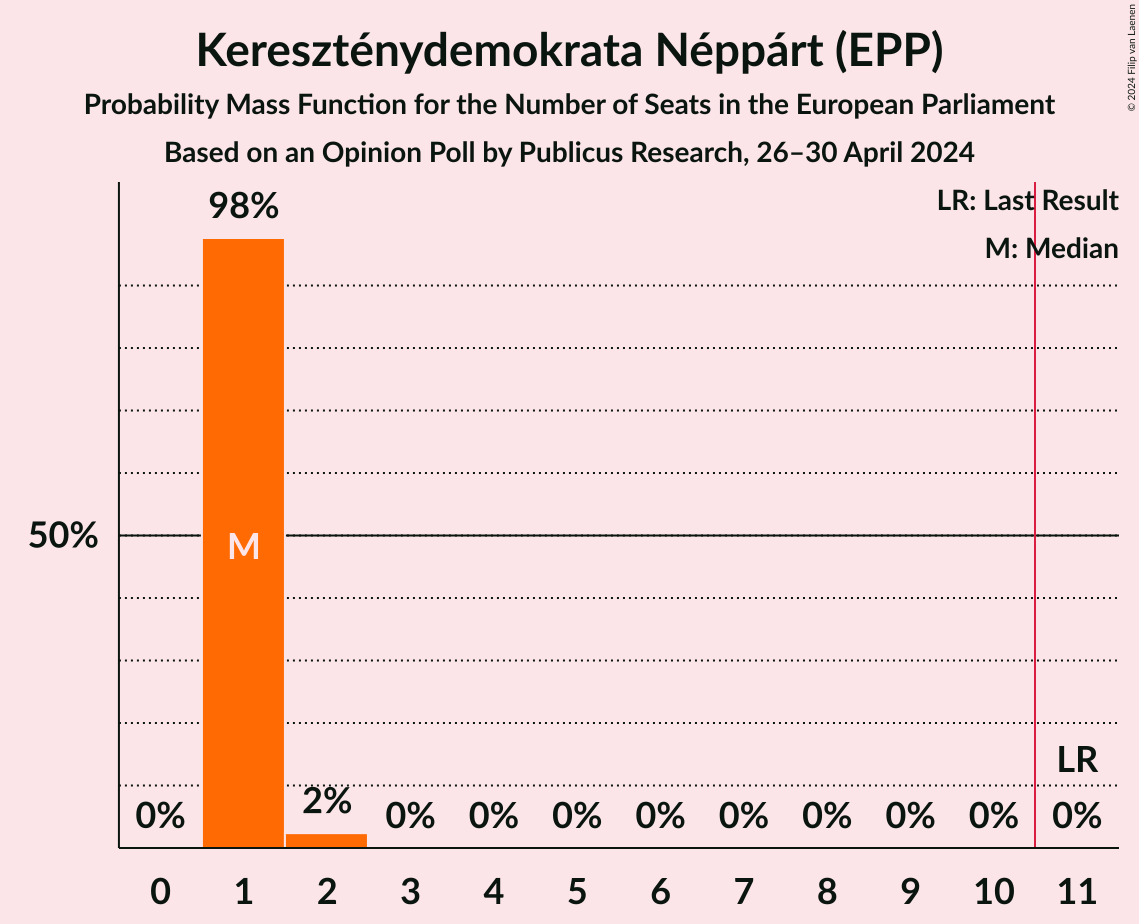 Kereszténydemokrata Néppárt (EPP)
Probability Mass Function for the Number of Seats in the European Parliament
Based on an Opinion Poll by Publicus Research, 26–30 April 2024
© 2024 Filip van Laenen
LR: Last Result
M: Median
98%
50%
M
LR
0% 2% 0% 0% 0% 0% 0% 0% 0% 0% 0%
0 1 2 3 4 5 6 7 8 9 10 11